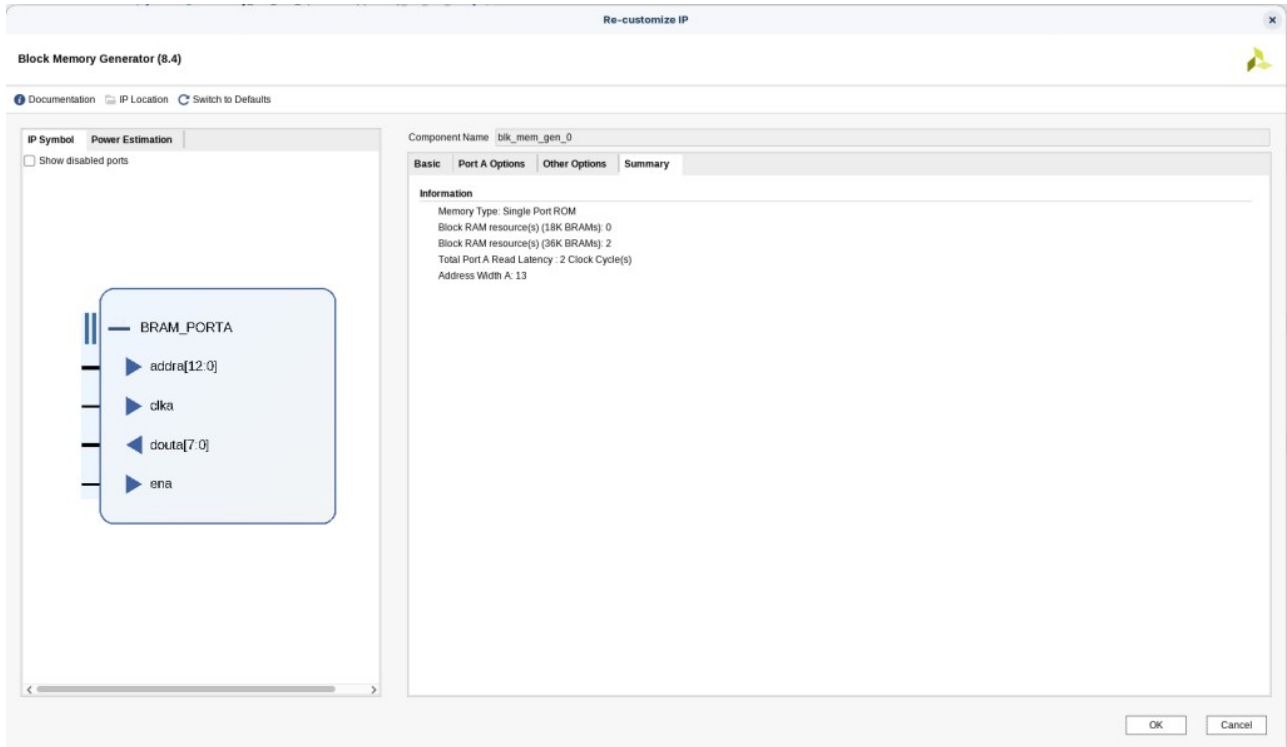 Re-customize IP
Block Memory Generator (8.4)
Documentation IP Location Switch to Defaults
IP Symbol Power Estimation
Show disabled ports
BRAM_PORTA
addra[12:0]
clka
douta[7:0]
ena
Component Name blk_mem_gen_0
Basic Port A Options Other Options Summary
Information
Memory Type: Single Port ROM
Block RAM resource(s) (18K BRAMs): 0
Block RAM resource(s) (36K BRAMs): 2
Total Port A Read Latency : 2 Clock Cycle(s)
Address Width A: 13
OK Cancel